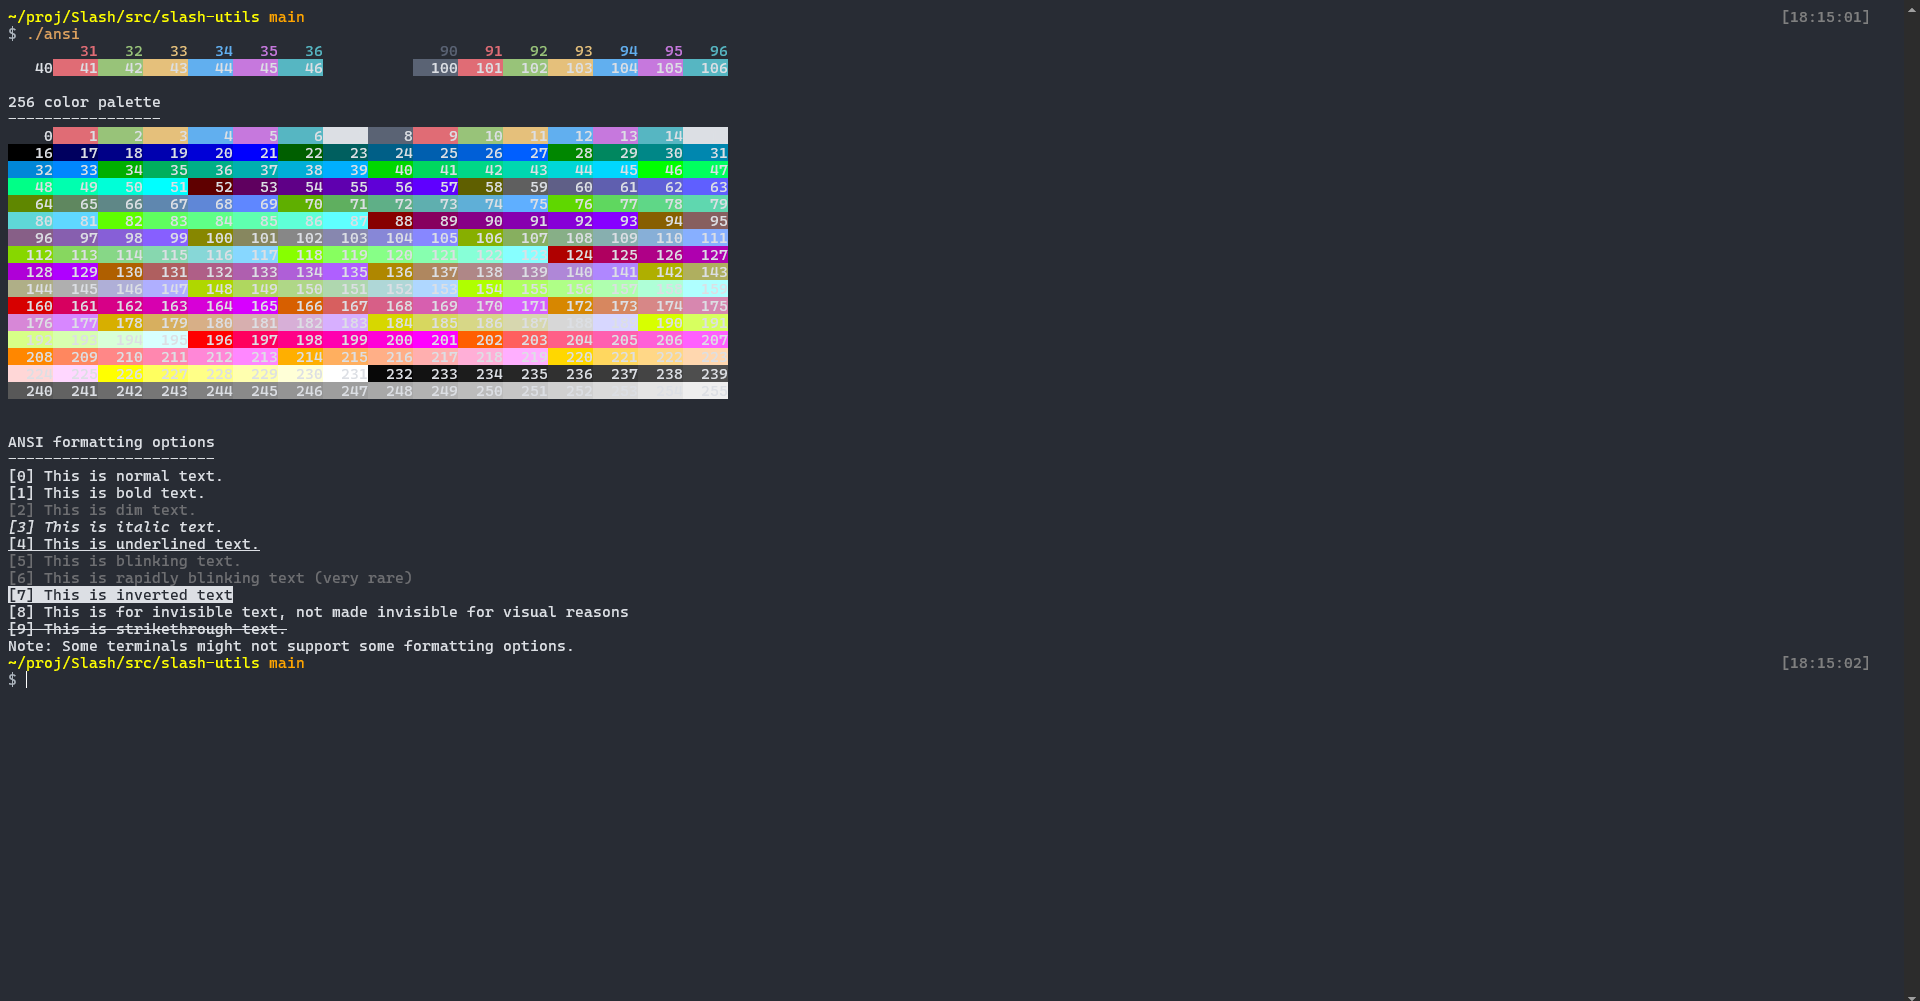 ~/proj/Slash/src/slash-utils main [18:15:01]
$ ./ansi
31 32 33 34 35 36 90 91 92 93 94 95 96
40 41 42 43 44 45 46 100 101 102 103 104 105 106
256 color palette
-----------------
0 1 2 3 4 5 6 8 9 10 11 12 13 14
16 17 18 19 20 21 22 23 24 25 26 27 28 29 30 31
32 33 34 35 36 37 38 39 40 41 42 43 44 45 46 47
48 49 50 51 52 53 54 55 56 57 58 59 60 61 62 63
64 65 66 67 68 69 70 71 72 73 74 75 76 77 78 79
80 81 82 83 84 85 86 87 88 89 90 91 92 93 94 95
96 97 98 99 100 101 102 103 104 105 106 107 108 109 110 111
112 113 114 115 116 117 118 119 120 121 122 123 124 125 126 127
128 129 130 131 132 133 134 135 136 137 138 139 140 141 142 143
144 145 146 147 148 149 150 151 152 153 154 155 156 159
160 161 162 163 164 165 166 167 168 169 170 171 172 173 174 175
176 177 178 179 180 181 182 183 184 185 186 187 188 190 191
193 194 195 196 197 198 199 200 201 202 203 204 205 206 207
208 209 210 211 212 213 214 215 216 217 218 219 220 221 222
225 226 227 228 229 230 231 232 233 234 235 236 237 238 239
240 241 242 243 244 245 246 247 248 249 250 251 252 255
ANSI formatting options
-----------------------
[0] This is normal text.
[1] This is bold text.
[2] This is dim text.
[3] This is italic text.
[4] This is underlined text.
[5] This is blinking text.
[6] This is rapidly blinking text (very rare)
[7] This is inverted text
[8] This is for invisible text, not made invisible for visual reasons
[9] This is strikethrough text.
Note: Some terminals might not support some formatting options.
~/proj/Slash/src/slash-utils main [18:15:02]
$